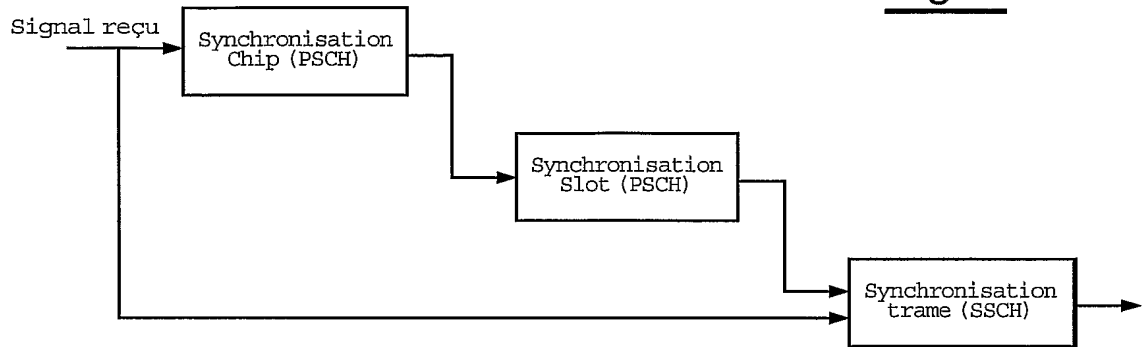 Signal reçu
Synchronisation
Chip (PSCH)
Synchronisation
Slot (PSCH)
Synchronisation
trame (SSCH)